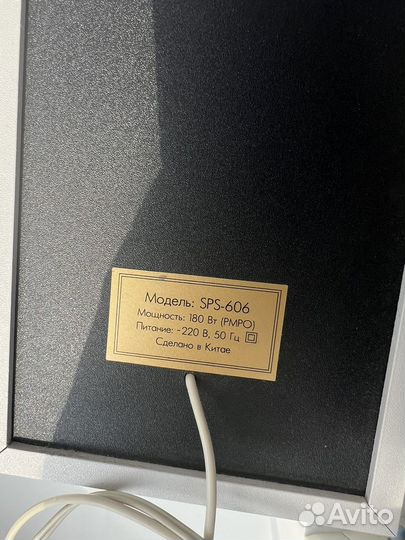 Модель: SPS-606
Мощность: 180 Вт (PMPO)
Питание: ~220 В, 50 Гц
Сделано в Китае
Avito